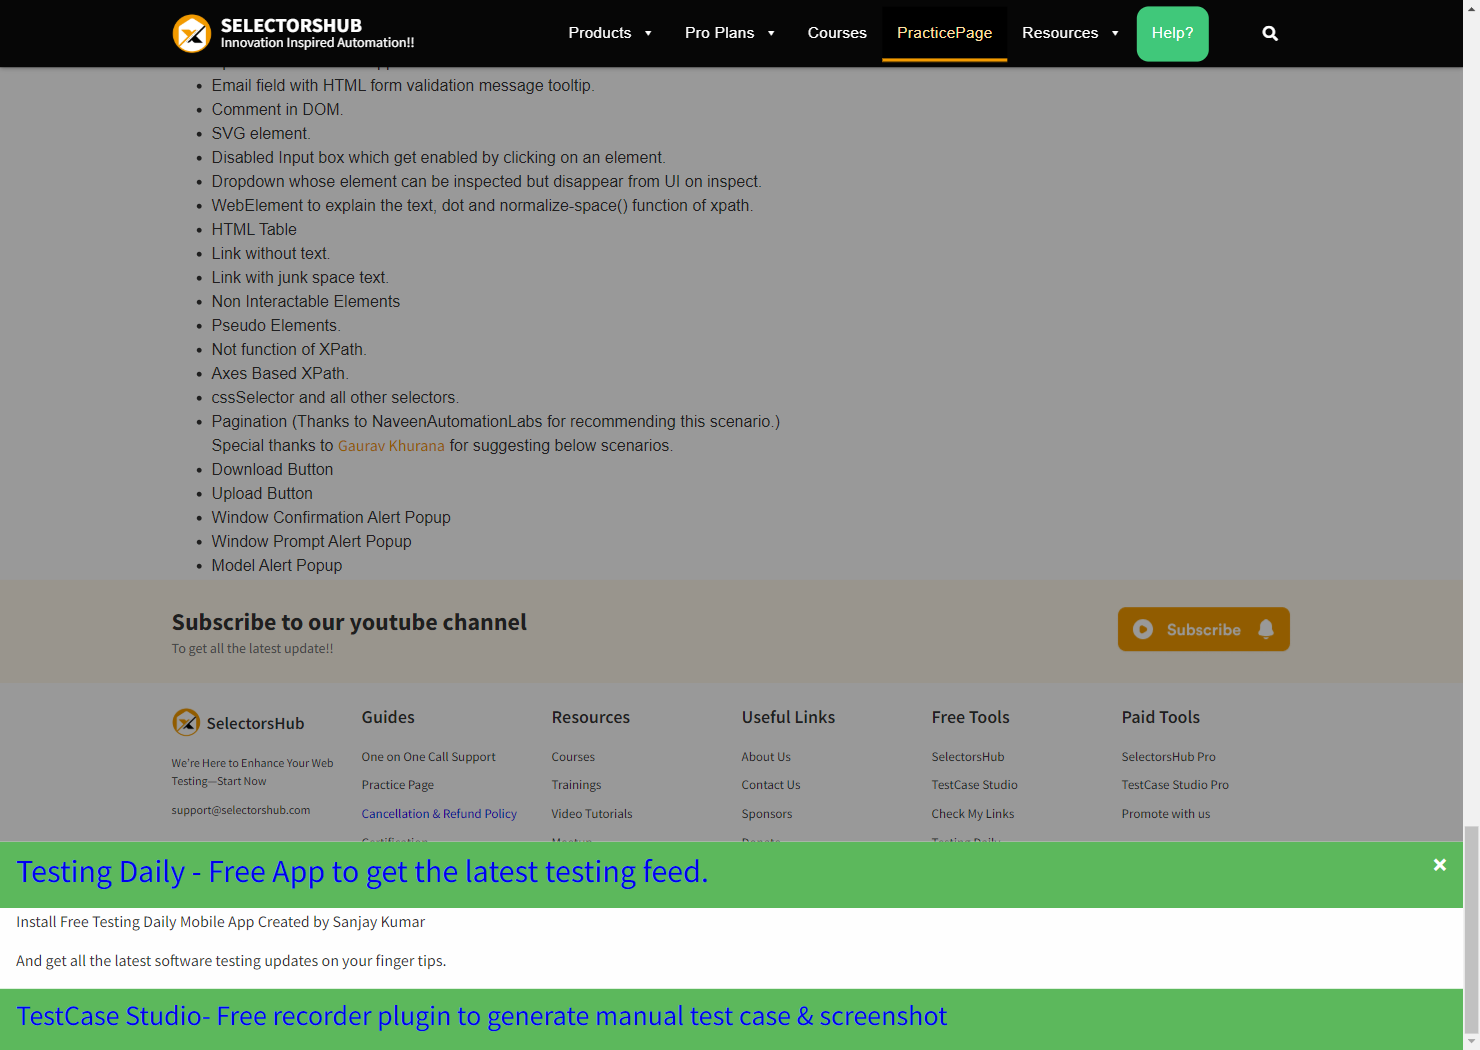 SELECTORSHUB
Innovation Inspired Automation!!
Products
Pro Plans
Courses
PracticePage
Resources
Help?
Email field with HTML form validation message tooltip.
Comment in DOM.
SVG element.
Disabled Input box which get enabled by clicking on an element.
Dropdown whose element can be inspected but disappear from UI on inspect.
WebElement to explain the text, dot and normalize-space() function of xpath.
HTML Table
Link without text.
Link with junk space text.
Non Interactable Elements
Pseudo Elements.
Not function of XPath.
Axes Based XPath.
cssSelector and all other selectors.
Pagination (Thanks to NaveenAutomationLabs for recommending this scenario.)
Special thanks to Gaurav Khurana for suggesting below scenarios.
Download Button
Upload Button
Window Confirmation Alert Popup
Window Prompt Alert Popup
Model Alert Popup
Subscribe to our youtube channel
To get all the latest update!!
Subscribe
SelectorsHub
We're Here to Enhance Your Web
Testing—Start Now
support@selectorshub.com
Guides
One on One Call Support
Practice Page
Cancellation & Refund Policy
Resources
Courses
Trainings
Video Tutorials
Useful Links
About Us
Contact Us
Sponsors
Free Tools
SelectorsHub
TestCase Studio
Check My Links
Paid Tools
SelectorsHub Pro
TestCase Studio Pro
Promote with us
Testing Daily - Free App to get the latest testing feed.
Install Free Testing Daily Mobile App Created by Sanjay Kumar
And get all the latest software testing updates on your finger tips.
TestCase Studio- Free recorder plugin to generate manual test case & screenshot